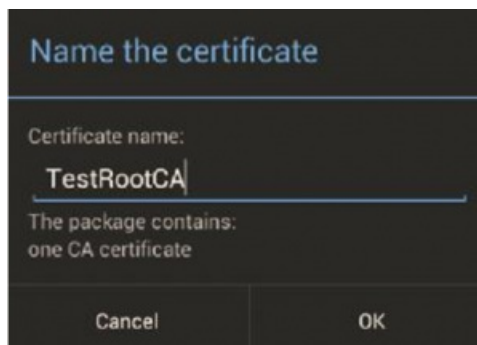 Name the certificate
Certificate name:
TestRootCA
The package contains:
one CA certificate
Cancel
OK